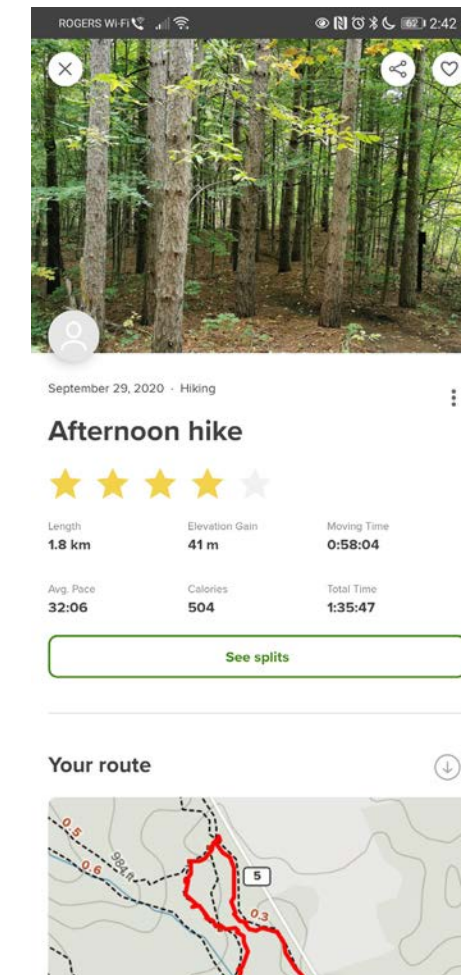 ROGERS Wi-Fi 62 2:42
September 29, 2020 · Hiking
Afternoon hike
Length Elevation Gain Moving Time
1.8 km 41 m 0:58:04
Avg. Pace Calories Total Time
32:06 504 1:35:47
See splits
Your route
0.5
984 ft
0.6
5
0.3